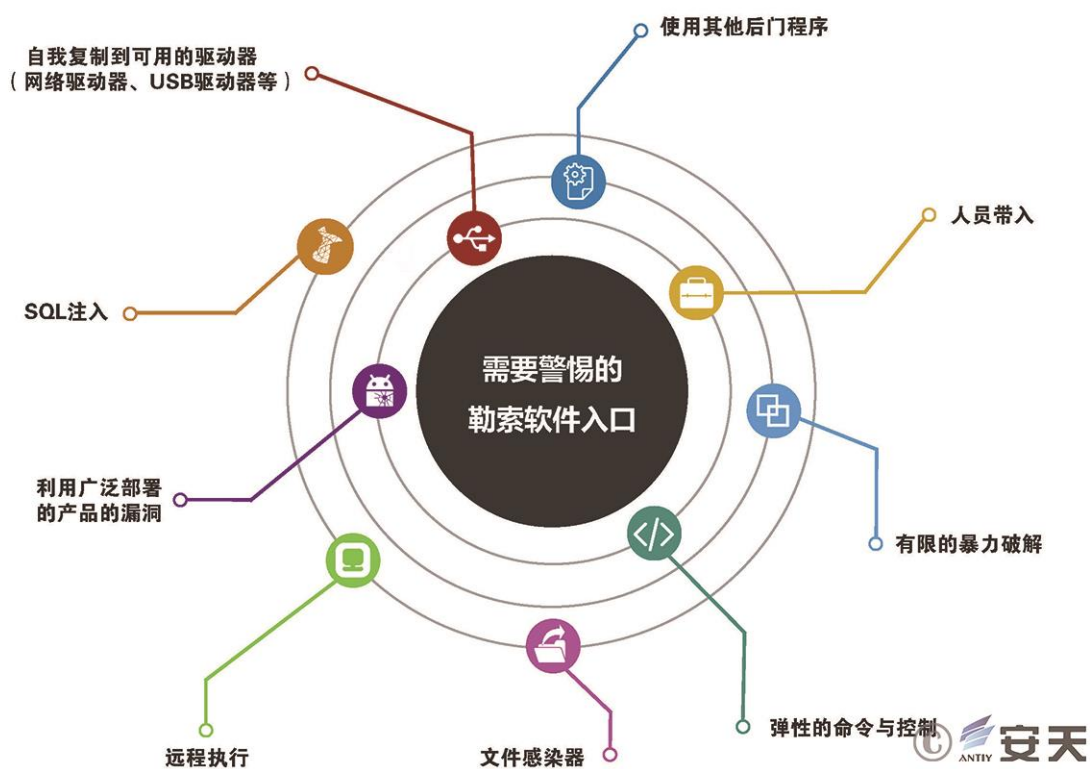 使用其他后门程序
自我复制到可用的驱动器
（网络驱动器、USB驱动器等）
人员带入
SQL注入
需要警惕的
勒索软件入口
利用广泛部署
的产品的漏洞
有限的暴力破解
弹性的命令与控制
远程执行
文件感染器
© ANTIY 安天